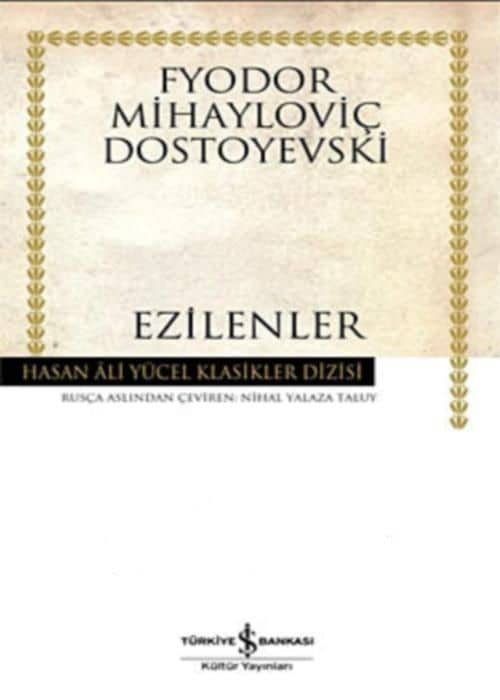 FYODOR
MİHAYLOVİÇ
DOSTOYEVSKİ
EZİLENLER
HASAN ÂLİ YÜCEL KLASİKLER DİZİSİ
RUSÇA ASLINDAN ÇEVİREN: NİHAL YALAZA TALUY
TÜRKİYE İŞ BANKASI
Kültür Yayınları